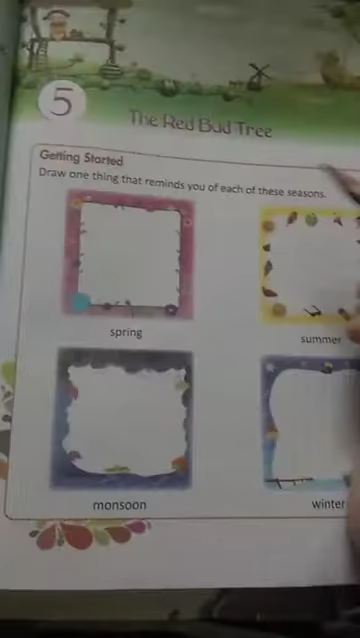 5
The Red Bud Tree
Getting Started
Draw one thing that reminds you of each of these seasons.
spring
summer
monsoon
winter